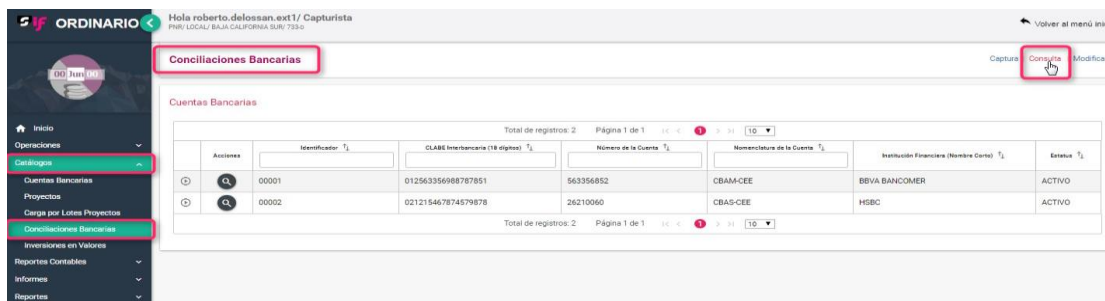 SIF ORDINARIO
Hola roberto.delossan.ext1/ Capturista
PNR/ LOCAL/ BAJA CALIFORNIA SUR/ 733-0
Volver al menú ini
00 Jun 00
Conciliaciones Bancarias
Captura Consulta Modifica
Cuentas Bancarias
Inicio
Operaciones
Catálogos
Cuentas Bancarias
Proyectos
Carga por Lotes Proyectos
Conciliaciones Bancarias
Inversiones en Valores
Reportes Contables
Informes
Reportes
Total de registros: 2 Página 1 de 1 1 10
Acciones Identificador CLABE Interbancaria (18 dígitos) Número de la Cuenta Nomenclatura de la Cuenta Institución Financiera (Nombre Corto) Estatus
00001 012563356988787851 563356852 CBAM-CEE BBVA BANCOMER ACTIVO
00002 021215467874579878 26210060 CBAS-CEE HSBC ACTIVO
Total de registros: 2 Página 1 de 1 1 10